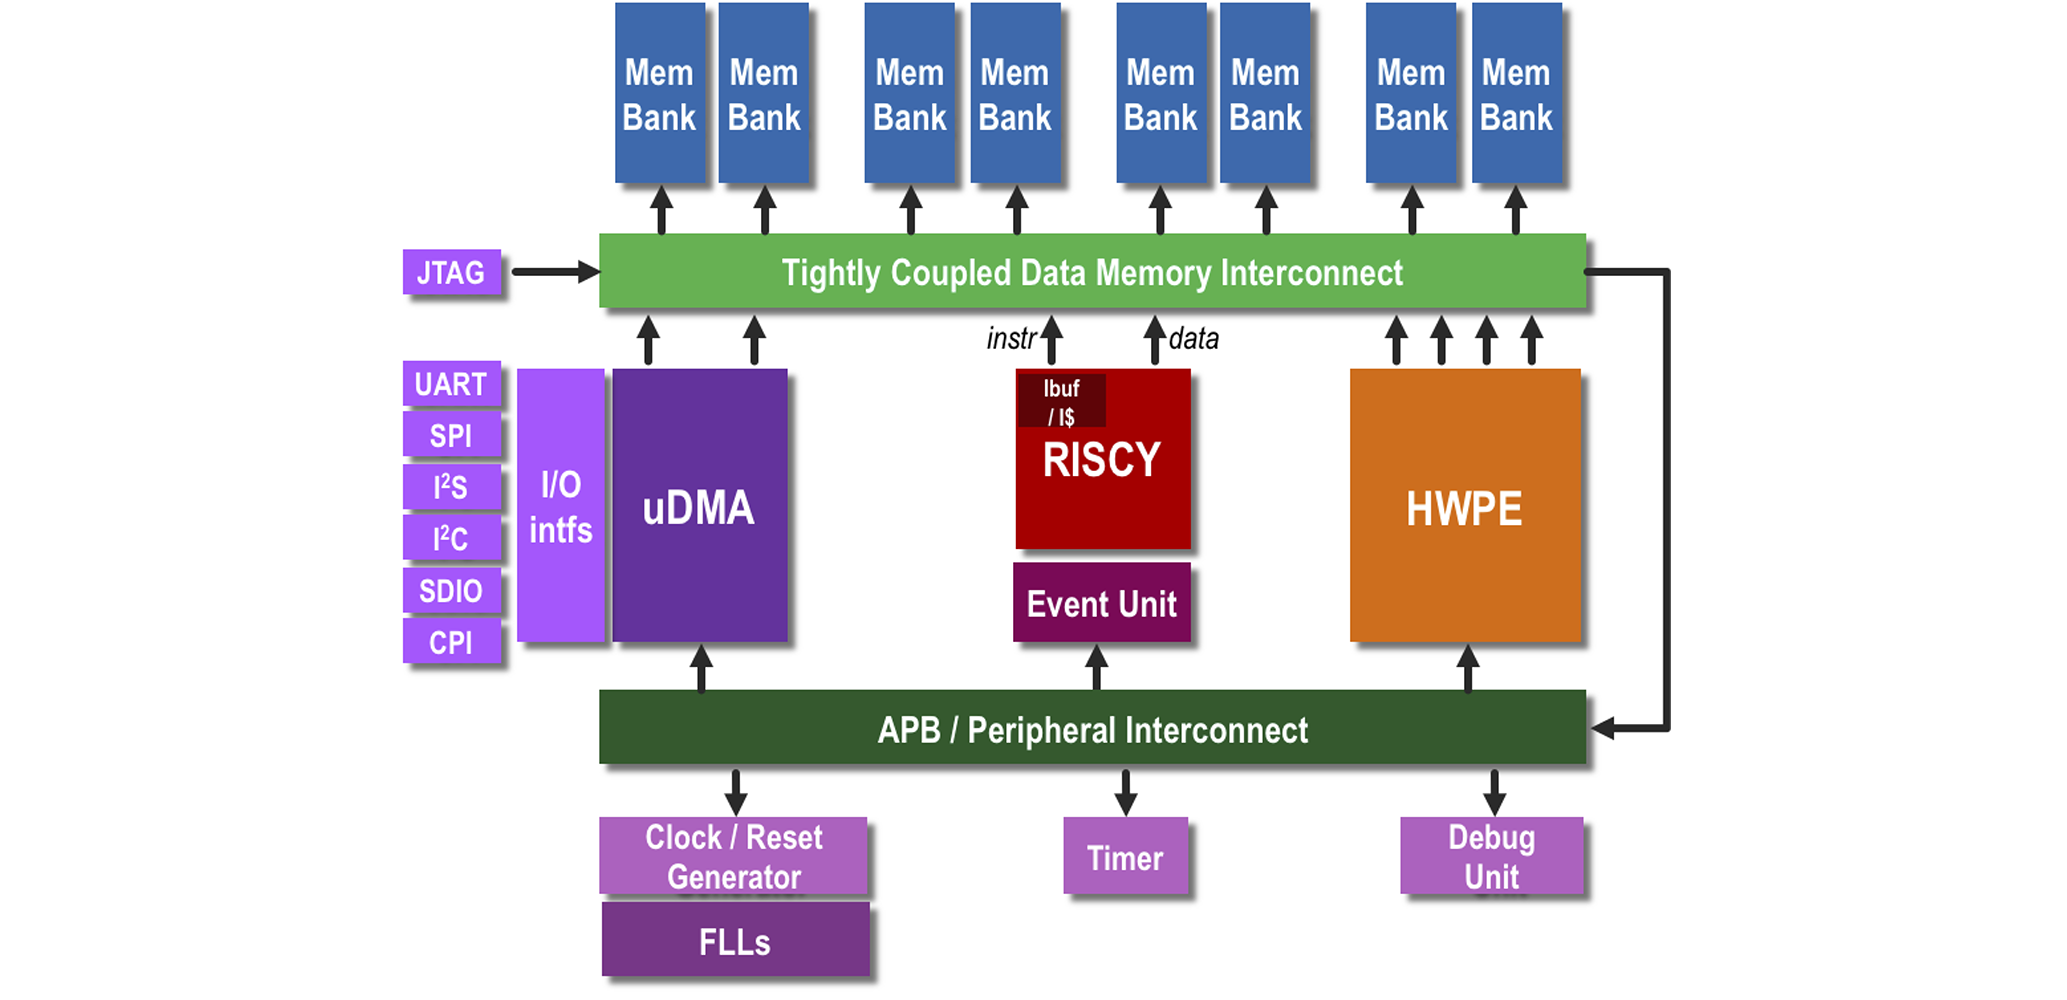 Mem
Bank
Mem
Bank
Mem
Bank
Mem
Bank
Mem
Bank
Mem
Bank
Mem
Bank
Mem
Bank
JTAG
Tightly Coupled Data Memory Interconnect
instr
data
UART
SPI
I²S
I²C
SDIO
CPI
I/O
intfs
uDMA
Ibuf
/ I$
RISCY
Event Unit
HWPE
APB / Peripheral Interconnect
Clock / Reset
Generator
FLLs
Timer
Debug
Unit